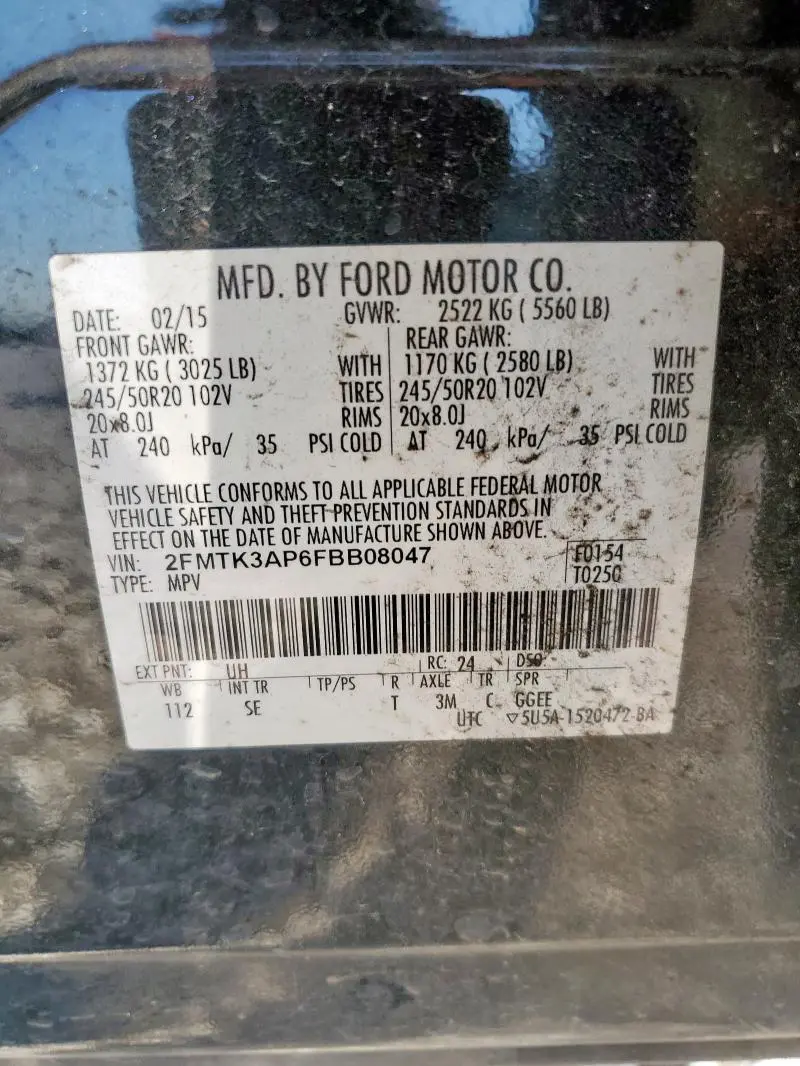 MFD. BY FORD MOTOR CO.
DATE: 02/15 GVWR: 2522 KG ( 5560 LB)
FRONT GAWR: REAR GAWR:
1372 KG ( 3025 LB) WITH 1170 KG ( 2580 LB) WITH
245/50R20 102V TIRES 245/50R20 102V TIRES
20x8.0J RIMS 20x8.0J RIMS
AT 240 kPa/ 35 PSI COLD AT 240 kPa/ 35 PSI COLD
THIS VEHICLE CONFORMS TO ALL APPLICABLE FEDERAL MOTOR
VEHICLE SAFETY AND THEFT PREVENTION STANDARDS IN
EFFECT ON THE DATE OF MANUFACTURE SHOWN ABOVE.
VIN: 2FMTK3AP6FBB08047 F0154
TYPE: MPV T0250
EXT PNT: UH RC: 24 DSO:
WB INT TR TP/PS R AXLE TR SPR
112 SE T 3M C GGEE
UTC ▽5U5A-1520472-BA